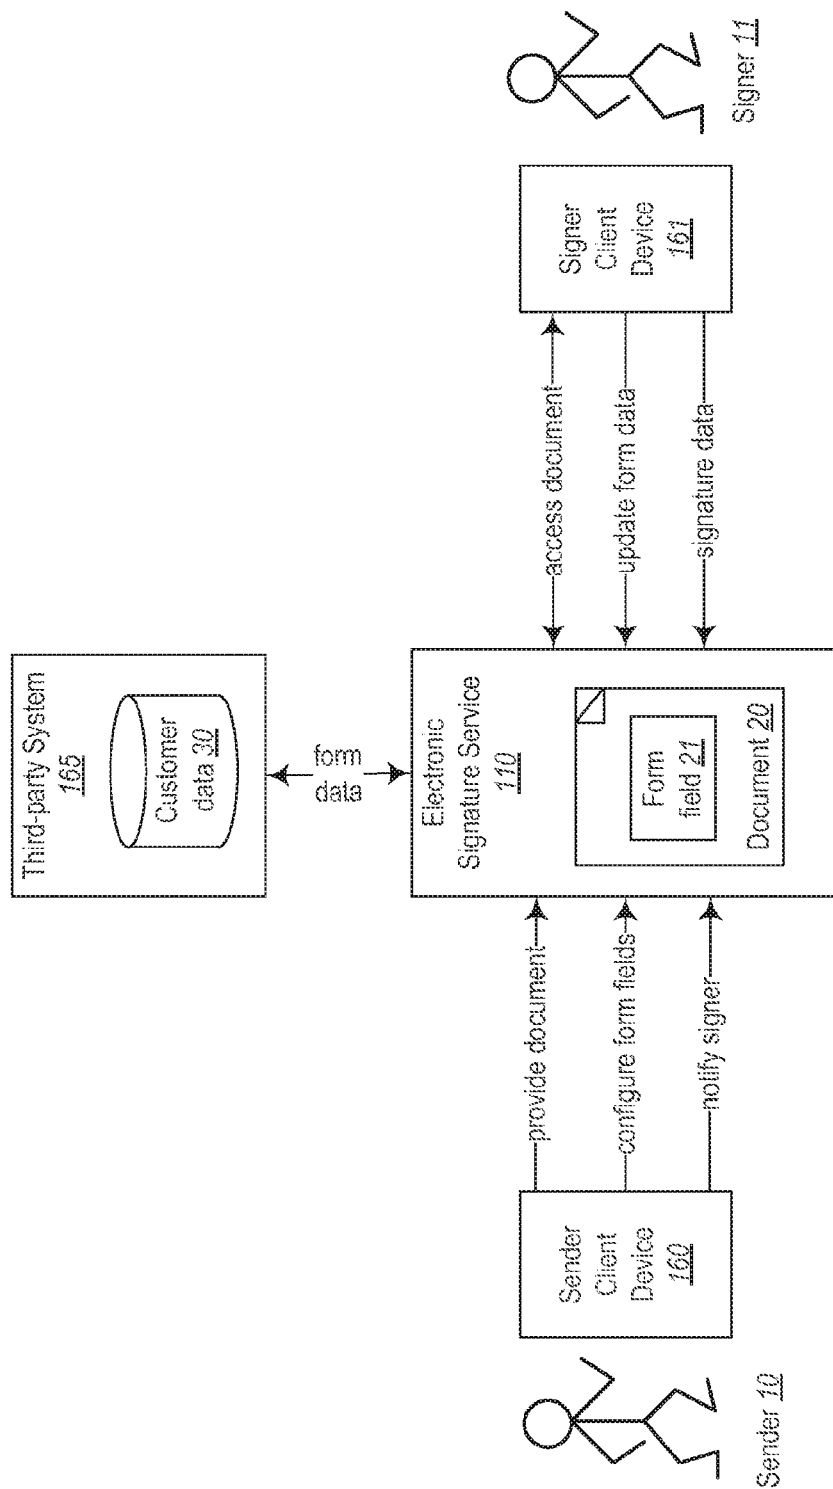 Third-party System
165
Customer
data 30
form
data
Electronic
Signature Service
110
Form
field 21
Document 20
provide document
configure form fields
notify signer
access document
update form data
signature data
Sender
Client
Device
160
Sender 10
Signer
Client
Device
161
Signer 11